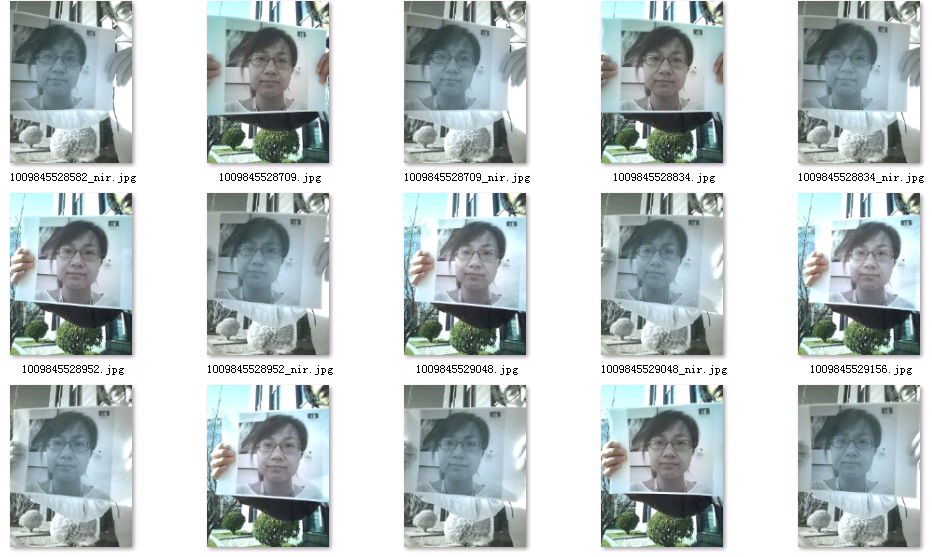 1009845528582_nir.jpg
1009845528709.jpg
1009845528709_nir.jpg
1009845528834.jpg
1009845528834_nir.jpg
1009845528952.jpg
1009845528952_nir.jpg
1009845529048.jpg
1009845529048_nir.jpg
1009845529156.jpg